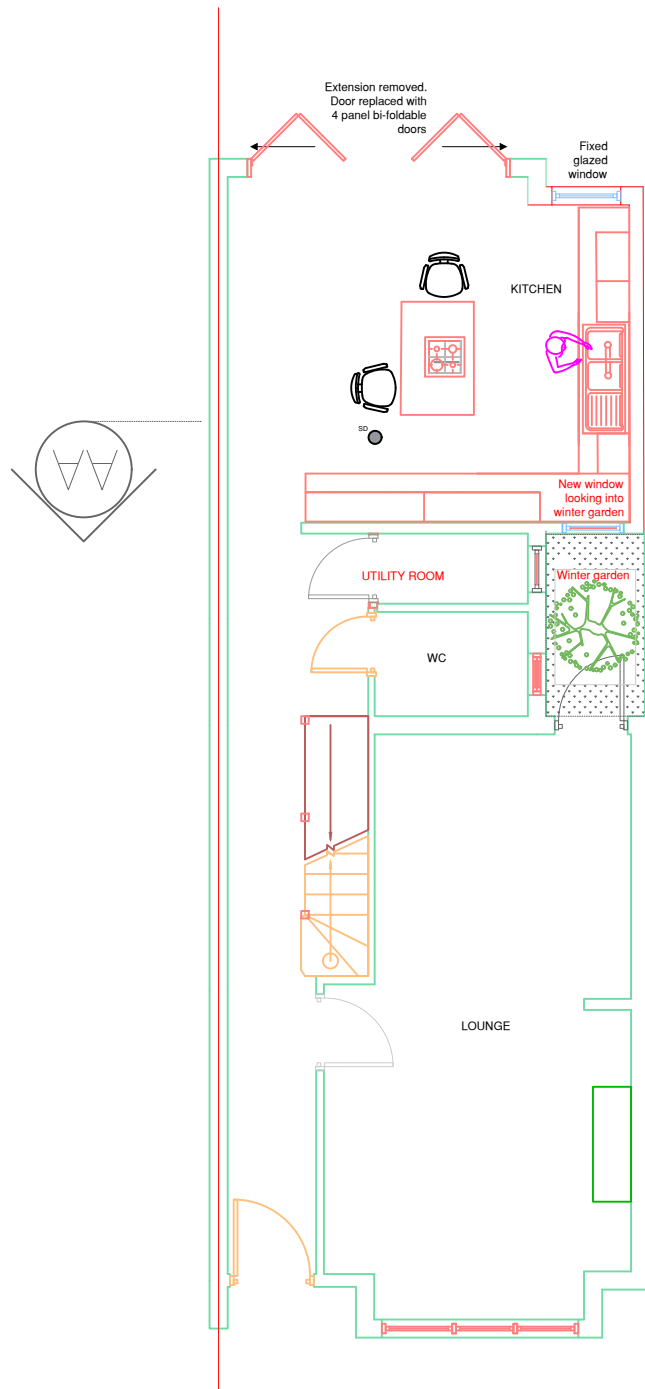 Extension removed.
Door replaced with
4 panel bi-foldable
doors
Fixed
glazed
window
KITCHEN
SD
AA
New window
looking into
winter garden
UTILITY ROOM
Winter garden
WC
LOUNGE